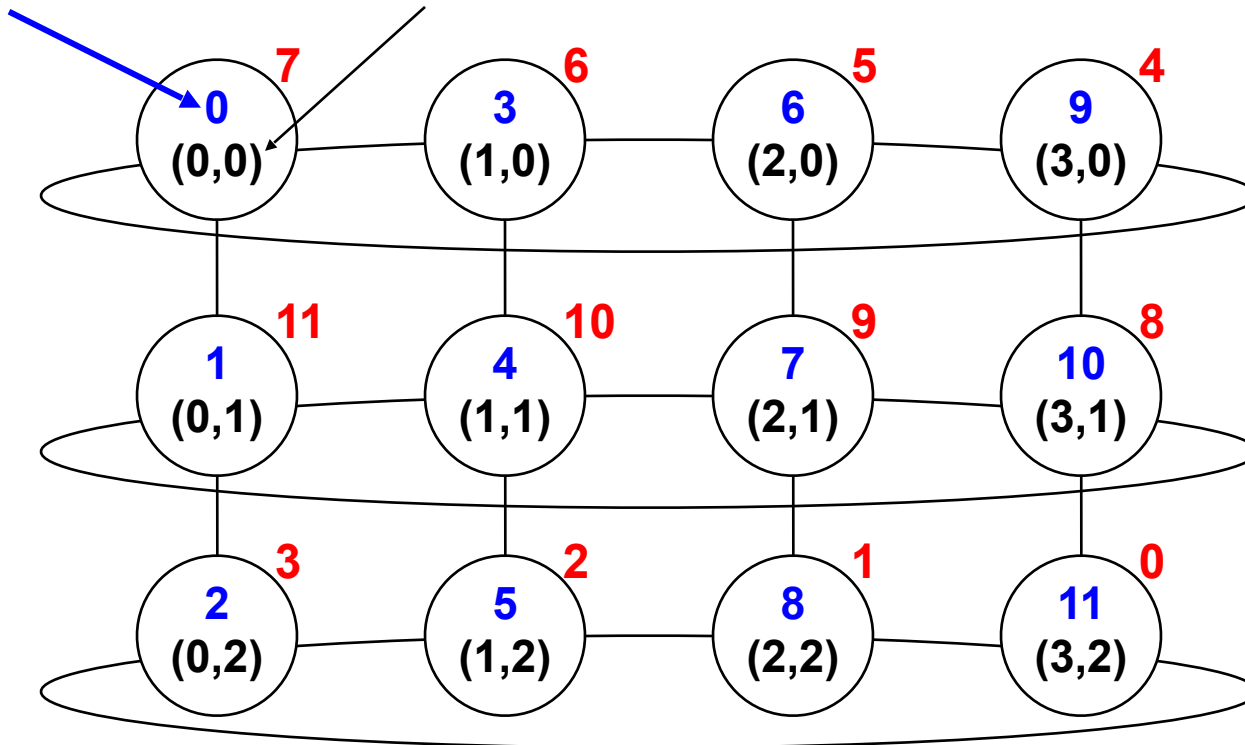 7 6 5 4
0 3 6 9
(0,0) (1,0) (2,0) (3,0)
11 10 9 8
1 4 7 10
(0,1) (1,1) (2,1) (3,1)
3 2 1 0
2 5 8 11
(0,2) (1,2) (2,2) (3,2)